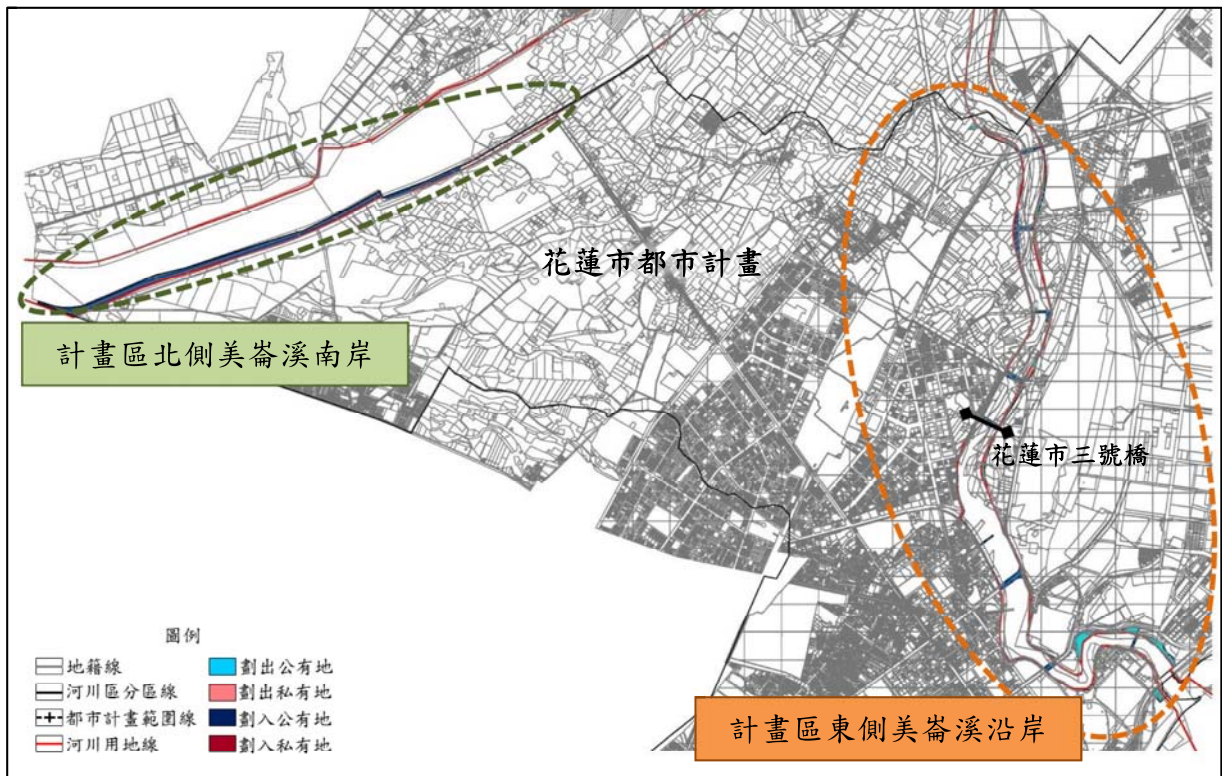 花蓮市都市計畫
計畫區北側美崙溪南岸
花蓮市三號橋
圖例
地籍線
河川區分區線
都市計畫範圍線
河川用地線
劃出公有地
劃出私有地
劃入公有地
劃入私有地
計畫區東側美崙溪沿岸